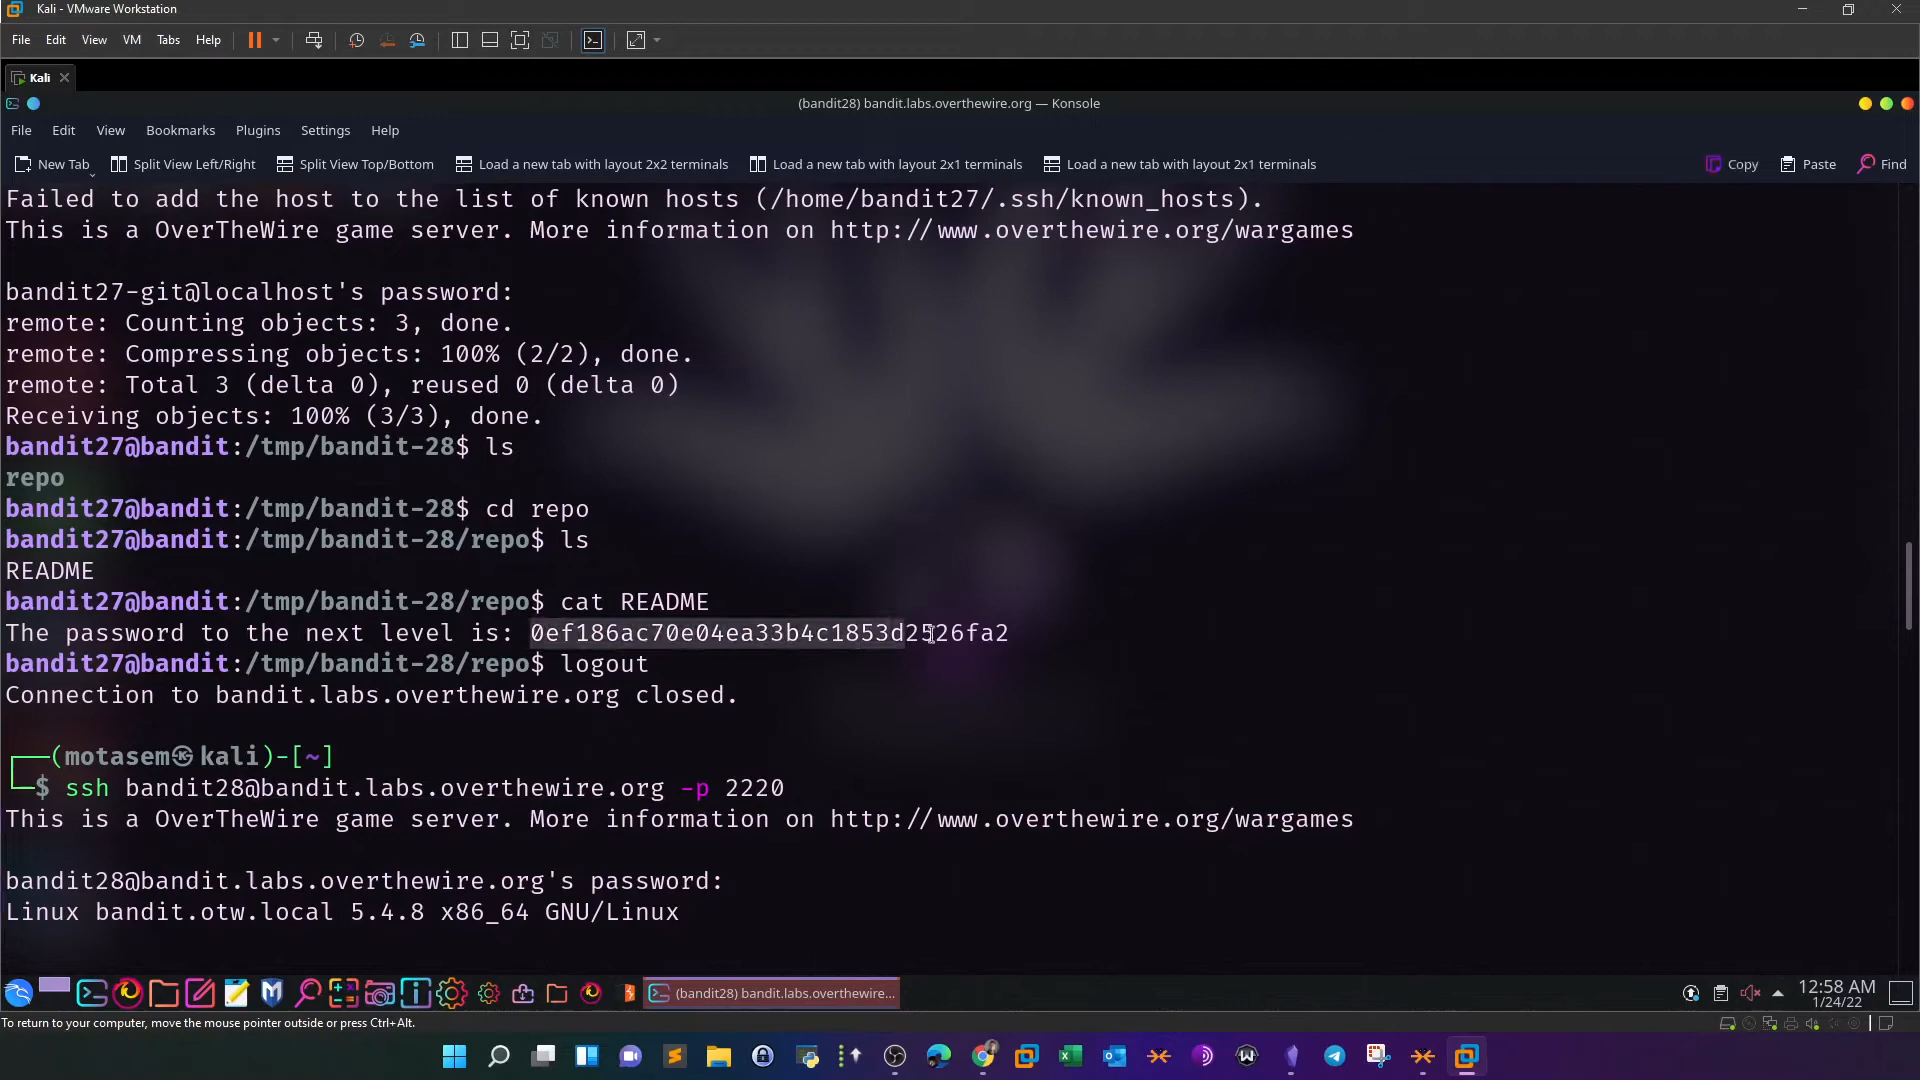 Kali - VMware Workstation
File Edit View VM Tabs Help
Kali
(bandit28) bandit.labs.overthewire.org — Konsole
File Edit View Bookmarks Plugins Settings Help
New Tab Split View Left/Right Split View Top/Bottom Load a new tab with layout 2x2 terminals Load a new tab with layout 2x1 terminals Load a new tab with layout 2x1 terminals Copy Paste Find
Failed to add the host to the list of known hosts (/home/bandit27/.ssh/known_hosts).
This is a OverTheWire game server. More information on http://www.overthewire.org/wargames
bandit27-git@localhost's password:
remote: Counting objects: 3, done.
remote: Compressing objects: 100% (2/2), done.
remote: Total 3 (delta 0), reused 0 (delta 0)
Receiving objects: 100% (3/3), done.
bandit27@bandit:/tmp/bandit-28$ ls
repo
bandit27@bandit:/tmp/bandit-28$ cd repo
bandit27@bandit:/tmp/bandit-28/repo$ ls
README
bandit27@bandit:/tmp/bandit-28/repo$ cat README
The password to the next level is: 0ef186ac70e04ea33b4c1853d2526fa2
bandit27@bandit:/tmp/bandit-28/repo$ logout
Connection to bandit.labs.overthewire.org closed.
(motasem㉿kali)-[~]
$ ssh bandit28@bandit.labs.overthewire.org -p 2220
This is a OverTheWire game server. More information on http://www.overthewire.org/wargames
bandit28@bandit.labs.overthewire.org's password:
Linux bandit.otw.local 5.4.8 x86_64 GNU/Linux
(bandit28) bandit.labs.overthewire...
12:58 AM
1/24/22
To return to your computer, move the mouse pointer outside or press Ctrl+Alt.